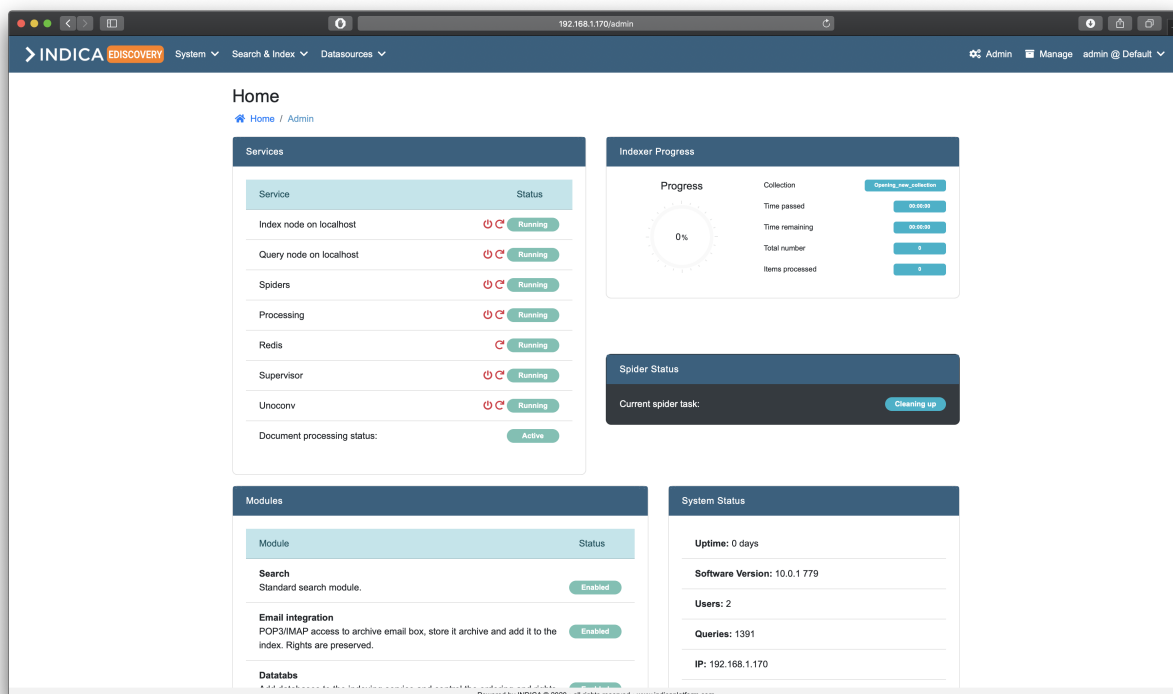 192.168.1.170/admin
INDICA EDISCOVERY System Search & Index Datasources Admin Manage admin @ Default
Home
Home / Admin
Services
Service Status
Index node on localhost Running
Query node on localhost Running
Spiders Running
Processing Running
Redis Running
Supervisor Running
Unoconv Running
Document processing status: Active
Indexer Progress
Progress
0%
Collection Opening_new_collection
Time passed 00:00:00
Time remaining 00:00:00
Total number 0
Items processed 0
Spider Status
Current spider task: Cleaning up
Modules
Module Status
Search
Standard search module. Enabled
Email integration
POP3/IMAP access to archive email box, store it archive and add it to the Enabled
index. Rights are preserved.
Datatabs
System Status
Uptime: 0 days
Software Version: 10.0.1 779
Users: 2
Queries: 1391
IP: 192.168.1.170